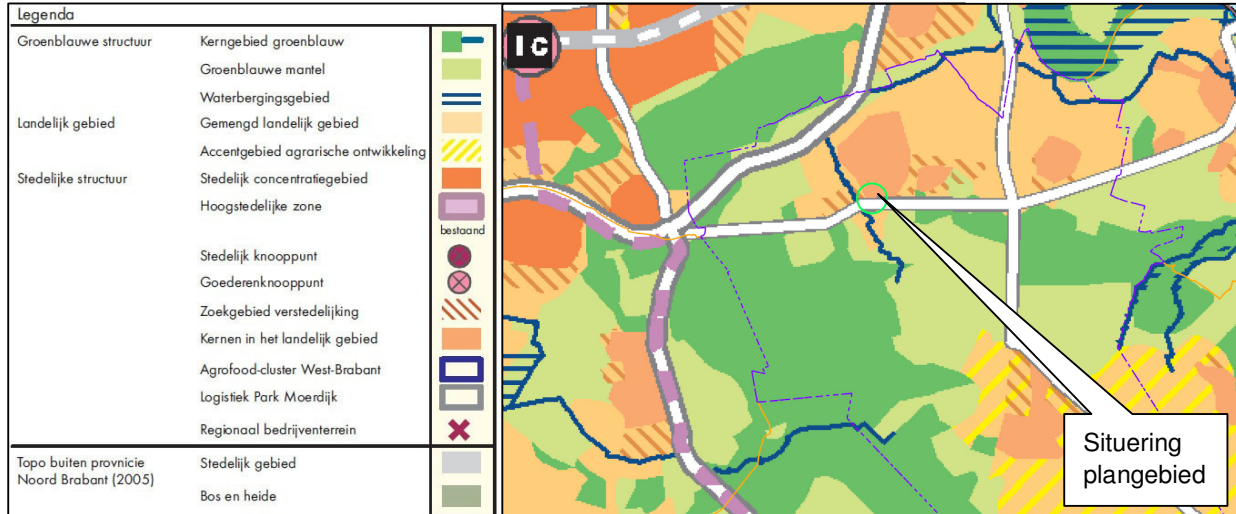 Legenda
Groenblauwe structuur Kerngebied groenblauw
Groenblauwe mantel
Waterbergingsgebied
Landelijk gebied Gemengd landelijk gebied
Accentgebied agrarische ontwikkeling
Stedelijke structuur Stedelijk concentratiegebied
Hoogstedelijke zone
bestaand
Stedelijk knooppunt
Goederenknooppunt
Zoekgebied verstedelijking
Kernen in het landelijk gebied
Agrofood-cluster West-Brabant
Logistiek Park Moerdijk
Regionaal bedrijventerrein
Topo buiten provnicie Stedelijk gebied
Noord Brabant (2005)
Bos en heide
I C
Situering
plangebied